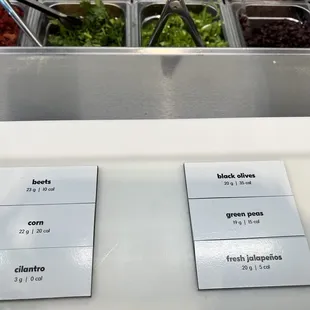 beets
23 g | 10 cal
corn
22 g | 20 cal
cilantro
3 g | 0 cal
black olives
20 g | 35 cal
green peas
19 g | 15 cal
fresh jalapeños
20 g | 5 cal